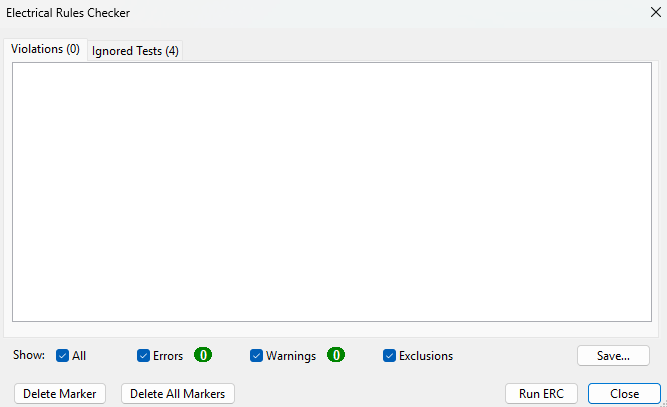 Electrical Rules Checker
Violations (0) Ignored Tests (4)
Show: All Errors 0 Warnings 0 Exclusions Save...
Delete Marker Delete All Markers Run ERC Close